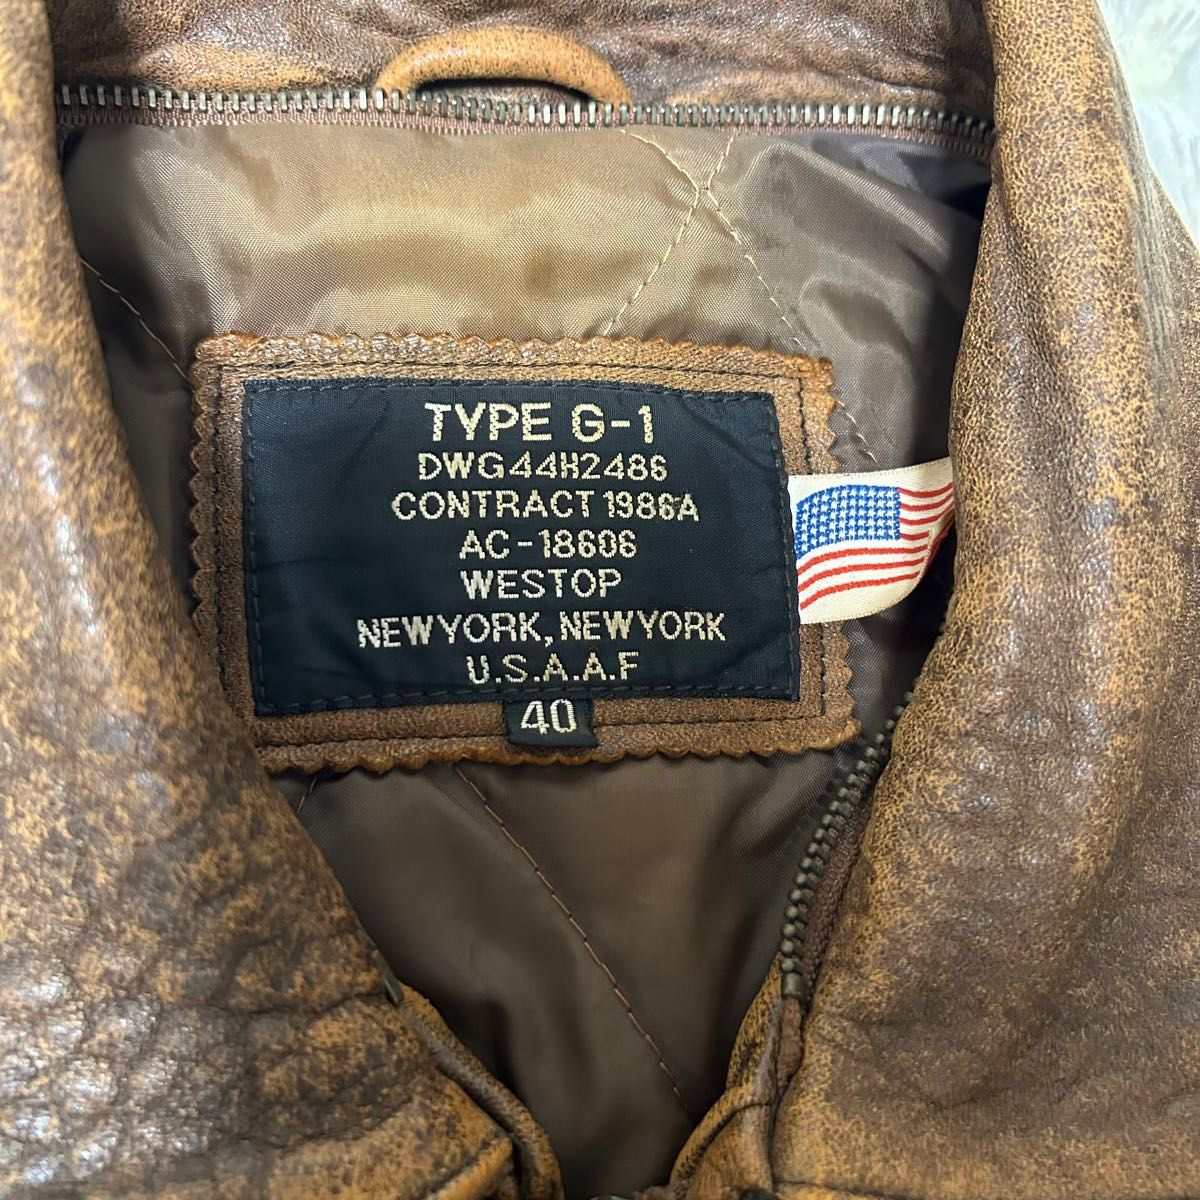 TYPE G-1
DWG44H2486
CONTRACT 1986A
AC-18606
WESTOP
NEWYORK, NEWYORK
U.S.A.A.F
40